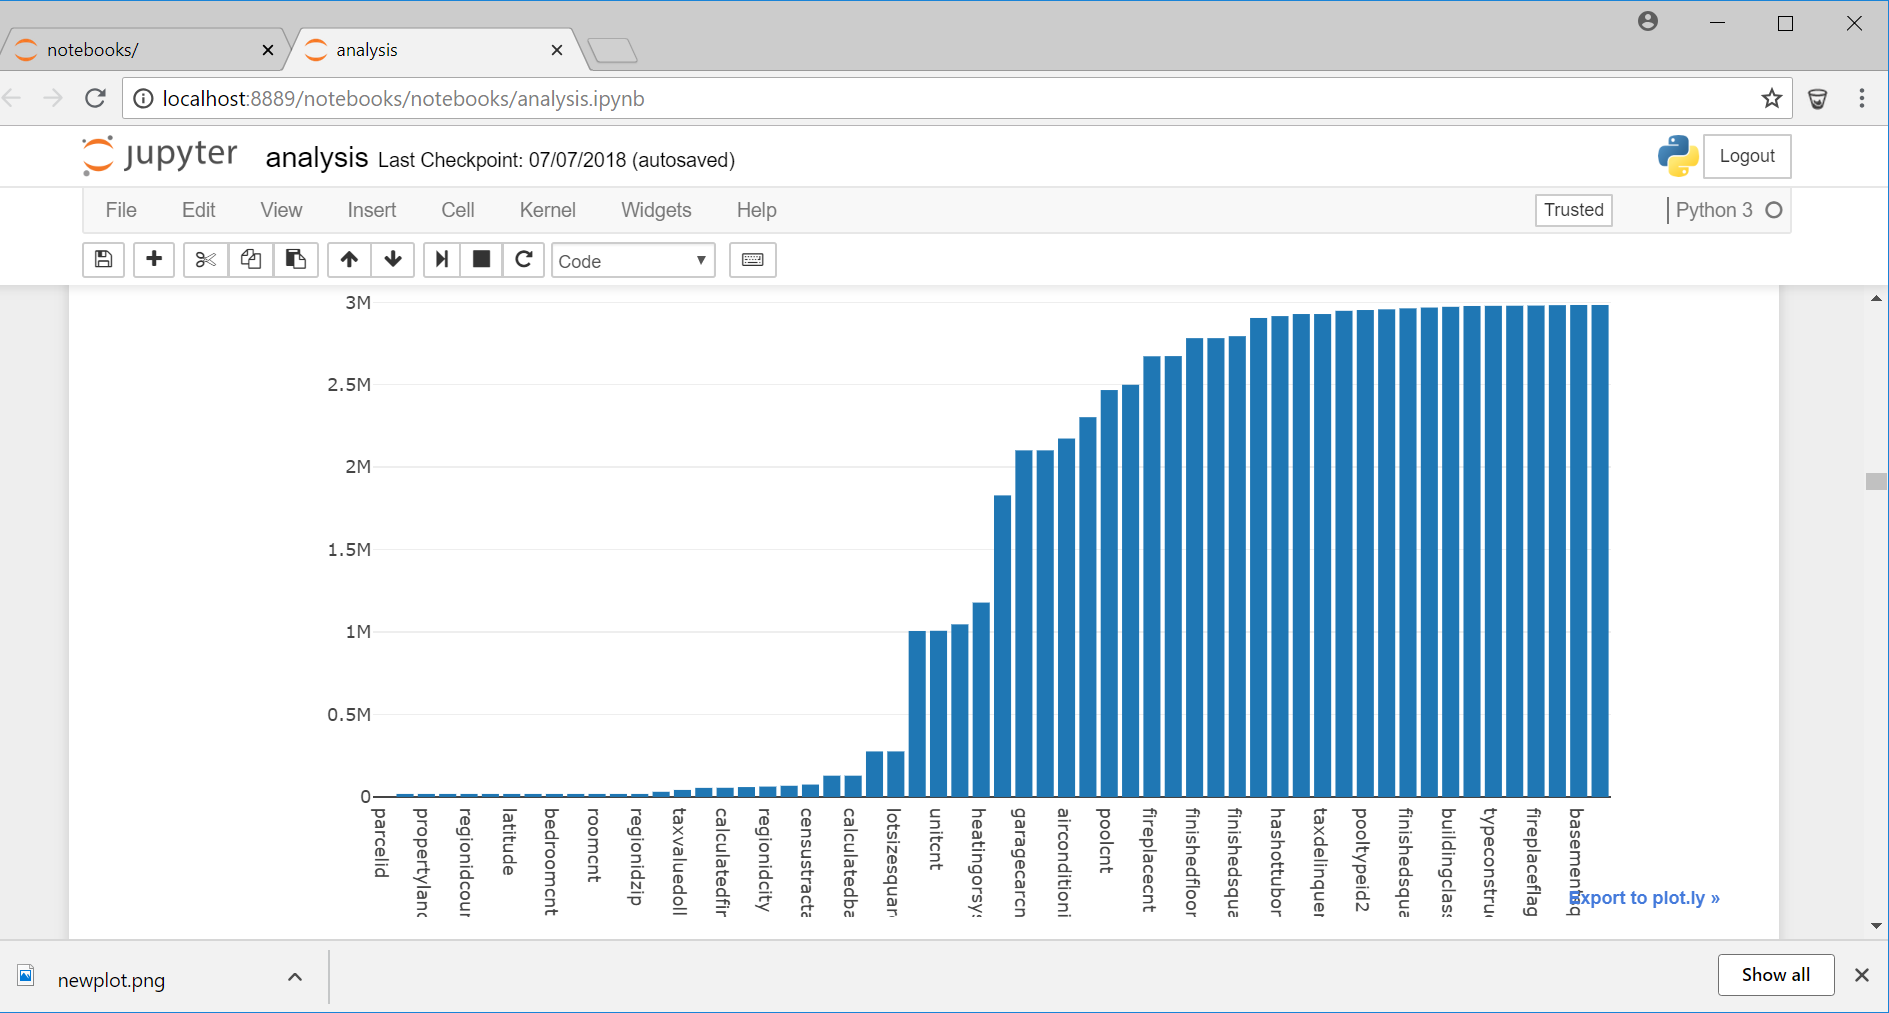 notebooks/
analysis
localhost:8889/notebooks/notebooks/analysis.ipynb
jupyter analysis Last Checkpoint: 07/07/2018 (autosaved)
Logout
File Edit View Insert Cell Kernel Widgets Help
Trusted
Python 3
Code
3M
2.5M
2M
1.5M
1M
0.5M
0
parcelid
propertylanc
regionidcour
latitude
bedroomcnt
roomcnt
regionidzip
taxvaluedoll
calculatedfir
regionidcity
censustracta
calculatedba
lotsizesquar
unitcnt
heatingorsys
garagecarcn
airconditioni
poolcnt
fireplacecnt
finishedfloor
finishedsqua
hashottubor
taxdelinquer
pooltypeid2
finishedsqua
buildingclass
typeconstruc
fireplaceflag
basementsq
Export to plot.ly »
newplot.png
Show all